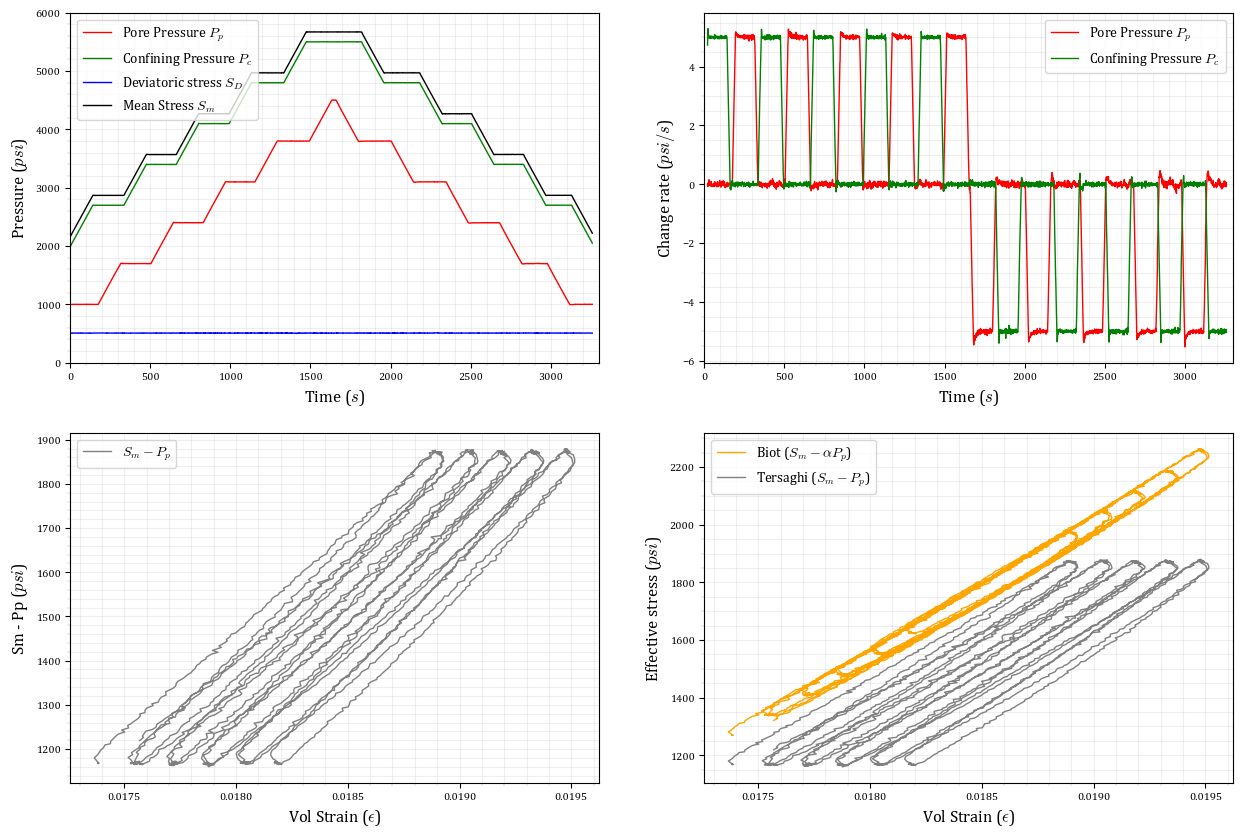 6000
5000
4000
3000
2000
1000
0
Pressure (psi)
Pore Pressure P_p
Confining Pressure P_c
Deviatoric stress S_D
Mean Stress S_m
0 500 1000 1500 2000 2500 3000
Time (s)
4
2
0
−2
−4
−6
Change rate (psi/s)
Pore Pressure P_p
Confining Pressure P_c
0 500 1000 1500 2000 2500 3000
Time (s)
1900
1800
1700
1600
1500
1400
1300
1200
Sm - Pp (psi)
S_m − P_p
0.0175 0.0180 0.0185 0.0190 0.0195
Vol Strain (ϵ)
2200
2000
1800
1600
1400
1200
Effective stress (psi)
Biot (S_m − αP_p)
Tersaghi (S_m − P_p)
0.0175 0.0180 0.0185 0.0190 0.0195
Vol Strain (ϵ)